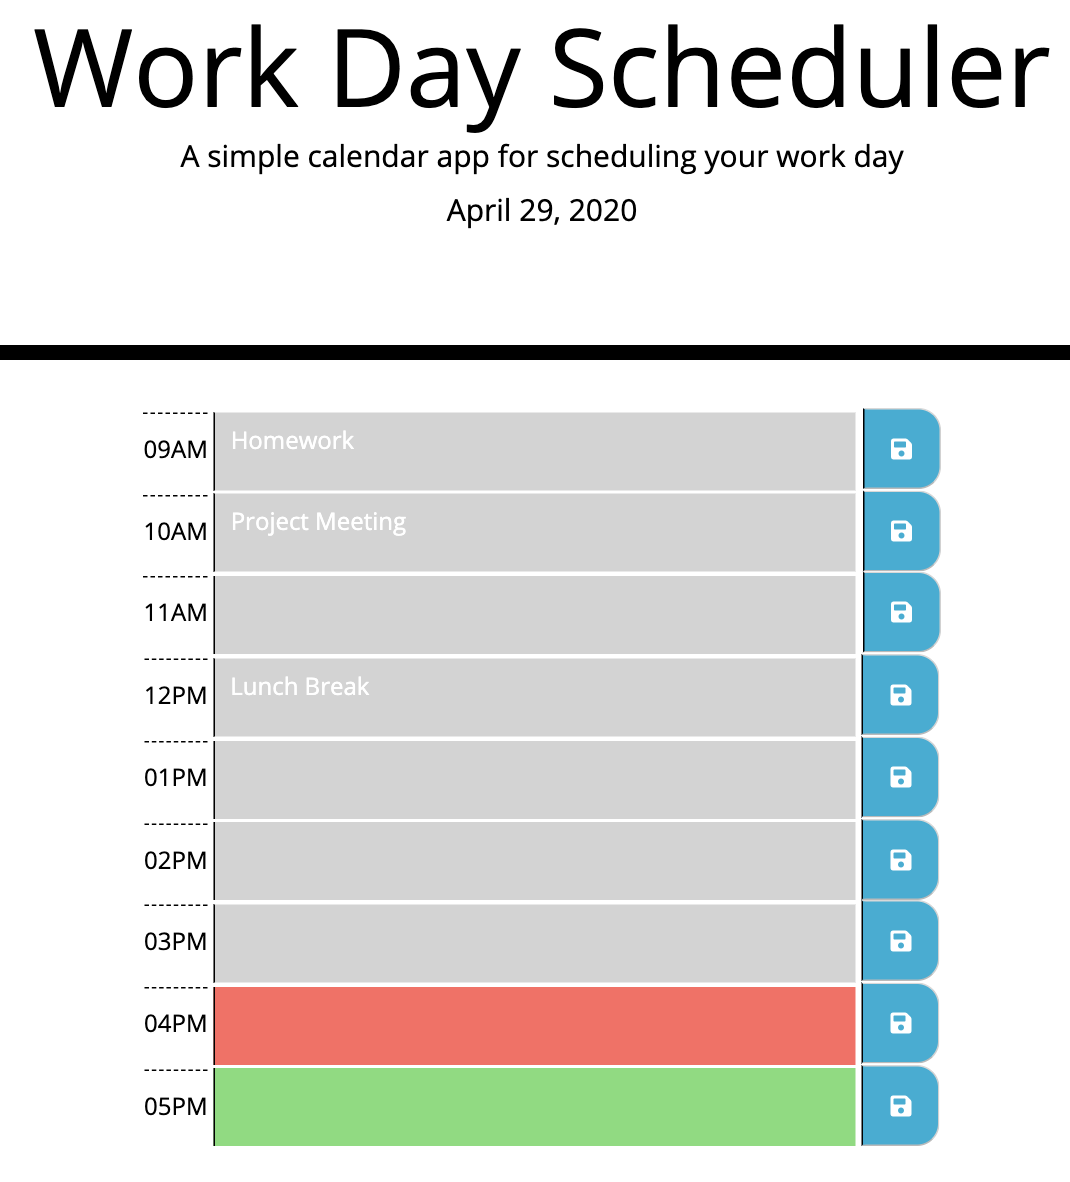 Work Day Scheduler
A simple calendar app for scheduling your work day
April 29, 2020
09AM Homework
10AM Project Meeting
11AM
12PM Lunch Break
01PM
02PM
03PM
04PM
05PM